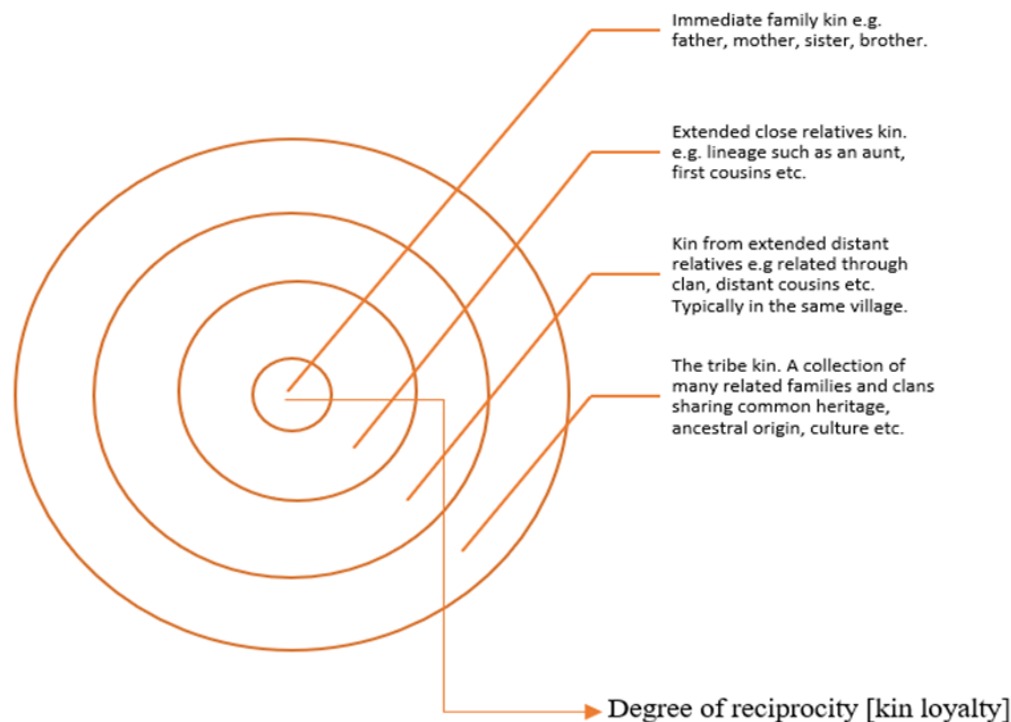 Immediate family kin e.g.
father, mother, sister, brother.
Extended close relatives kin.
e.g. lineage such as an aunt,
first cousins etc.
Kin from extended distant
relatives e.g related through
clan, distant cousins etc.
Typically in the same village.
The tribe kin. A collection of
many related families and clans
sharing common heritage,
ancestral origin, culture etc.
Degree of reciprocity [kin loyalty]